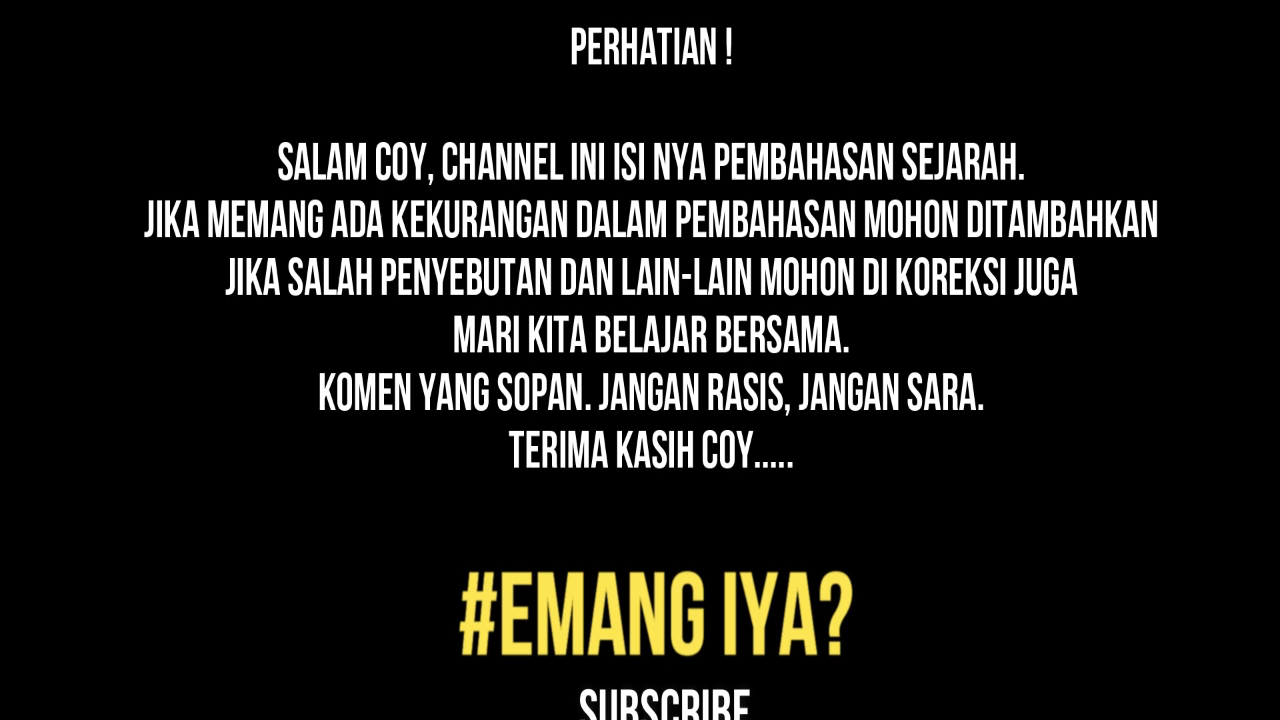 PERHATIAN !
SALAM COY, CHANNEL INI ISI NYA PEMBAHASAN SEJARAH.
JIKA MEMANG ADA KEKURANGAN DALAM PEMBAHASAN MOHON DITAMBAHKAN
JIKA SALAH PENYEBUTAN DAN LAIN-LAIN MOHON DI KOREKSI JUGA
MARI KITA BELAJAR BERSAMA.
KOMEN YANG SOPAN. JANGAN RASIS, JANGAN SARA.
TERIMA KASIH COY.....
#EMANG IYA?
SUBSCRIBE